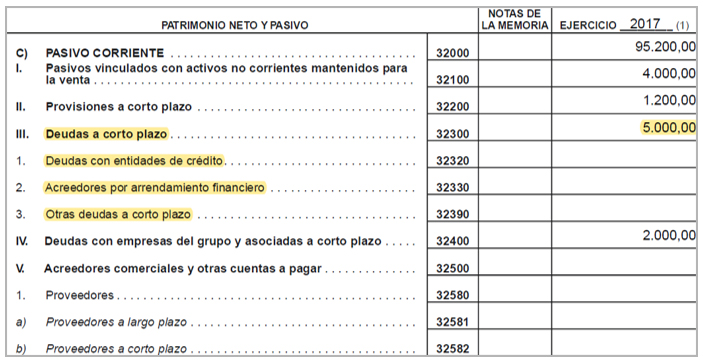 PATRIMONIO NETO Y PASIVO NOTAS DE LA MEMORIA EJERCICIO 2017 (1)
C) PASIVO CORRIENTE 32000 95.200,00
I. Pasivos vinculados con activos no corrientes mantenidos para
la venta 32100 4.000,00
II. Provisiones a corto plazo 32200 1.200,00
III. Deudas a corto plazo 32300 5.000,00
1. Deudas con entidades de crédito 32320
2. Acreedores por arrendamiento financiero 32330
3. Otras deudas a corto plazo 32390
IV. Deudas con empresas del grupo y asociadas a corto plazo 32400 2.000,00
V. Acreedores comerciales y otras cuentas a pagar 32500
1. Proveedores 32580
a) Proveedores a largo plazo 32581
b) Proveedores a corto plazo 32582